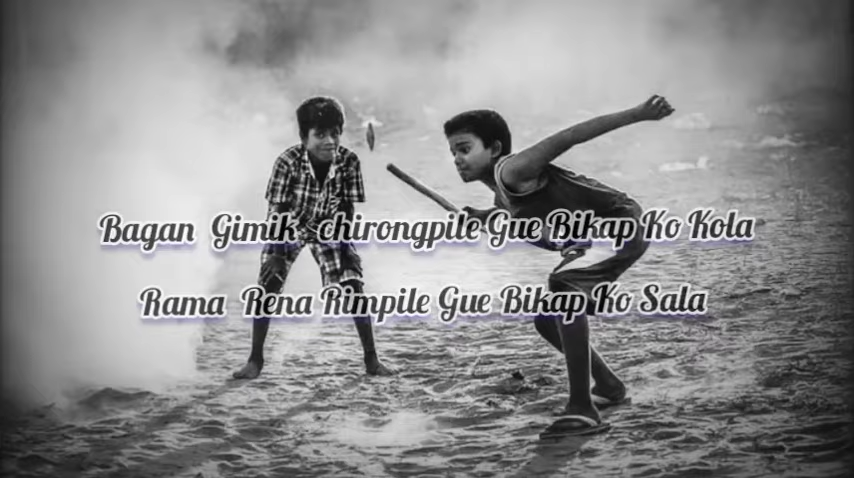 Bagan Gimik chirongpile Gue Bikap Ko Kola
Rama Rena Rimpile Gue Bikap Ko Sala